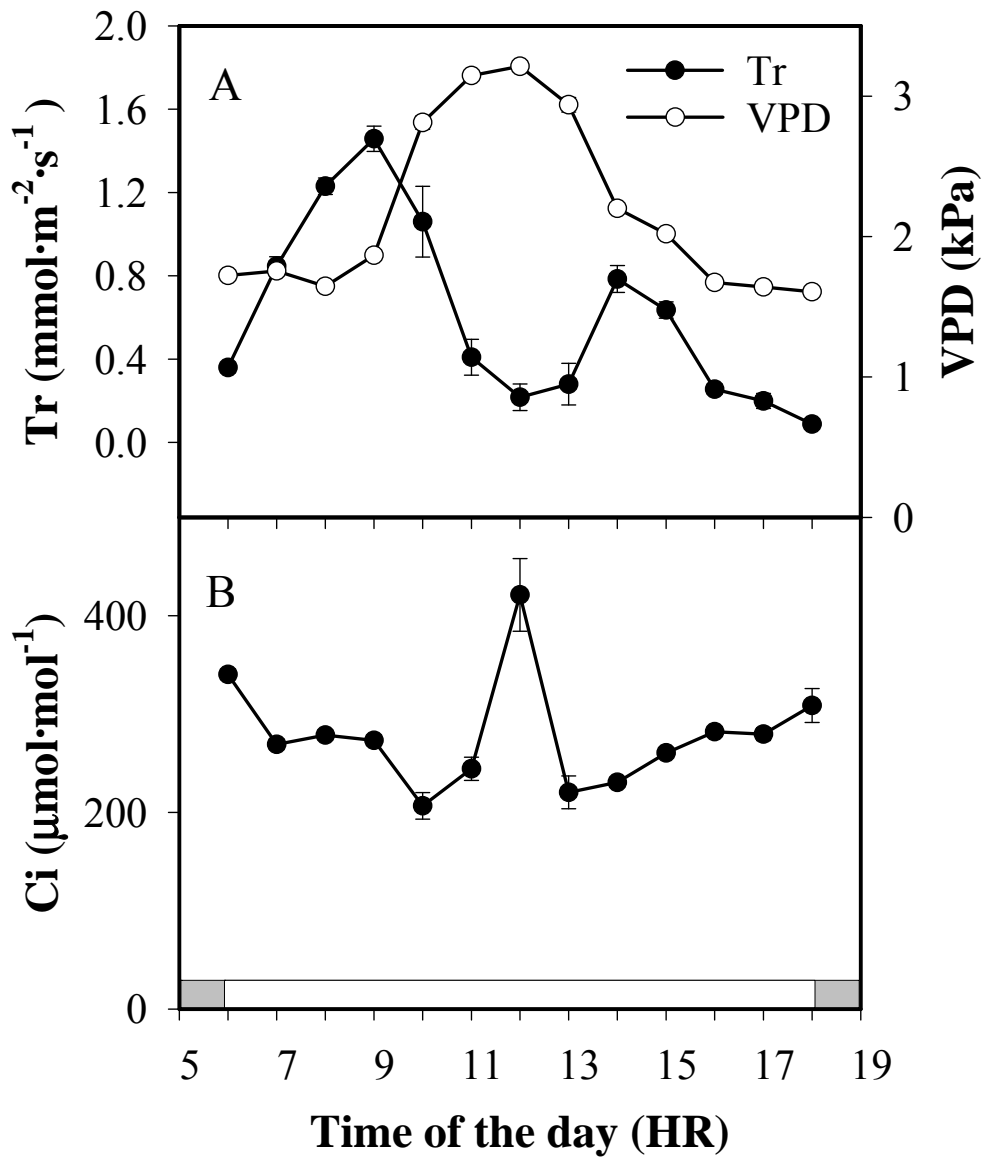 A
Tr
VPD
2.0
1.6
1.2
0.8
0.4
0.0
Tr (mmol·m⁻²·s⁻¹)
3
2
1
0
VPD (kPa)
B
400
200
0
Ci (μmol·mol⁻¹)
5 7 9 11 13 15 17 19
Time of the day (HR)